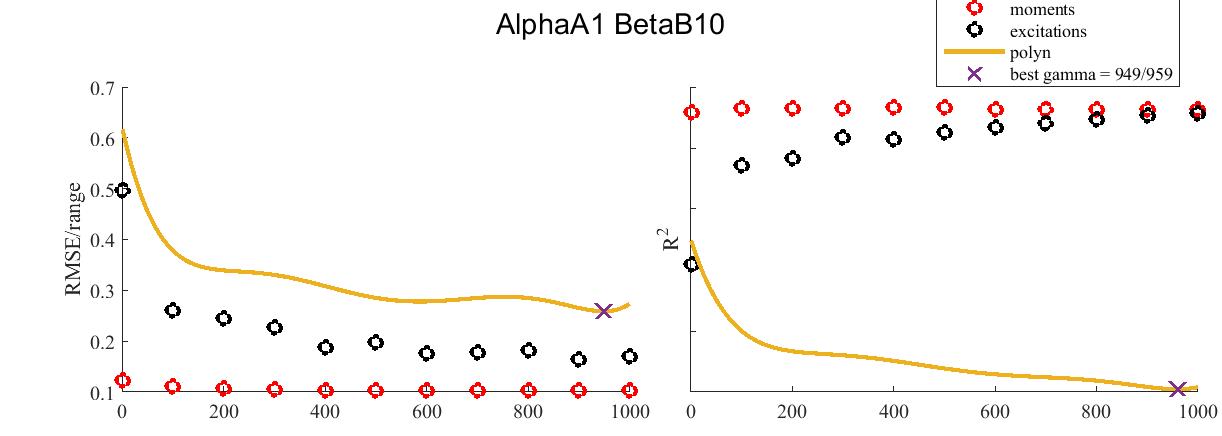 AlphaA1 BetaB10
moments
excitations
polyn
best gamma = 949/959
RMSE/range
0.7
0.6
0.5
0.4
0.3
0.2
0.1
0 200 400 600 800 1000
R²
0 200 400 600 800 1000